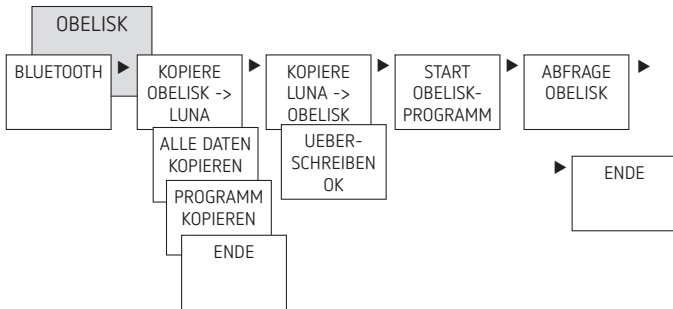 OBELISK
BLUETOOTH
KOPIERE
OBELISK ->
LUNA
ALLE DATEN
KOPIEREN
PROGRAMM
KOPIEREN
ENDE
KOPIERE
LUNA ->
OBELISK
UEBER-
SCHREIBEN
OK
START
OBELISK-
PROGRAMM
ABFRAGE
OBELISK
ENDE